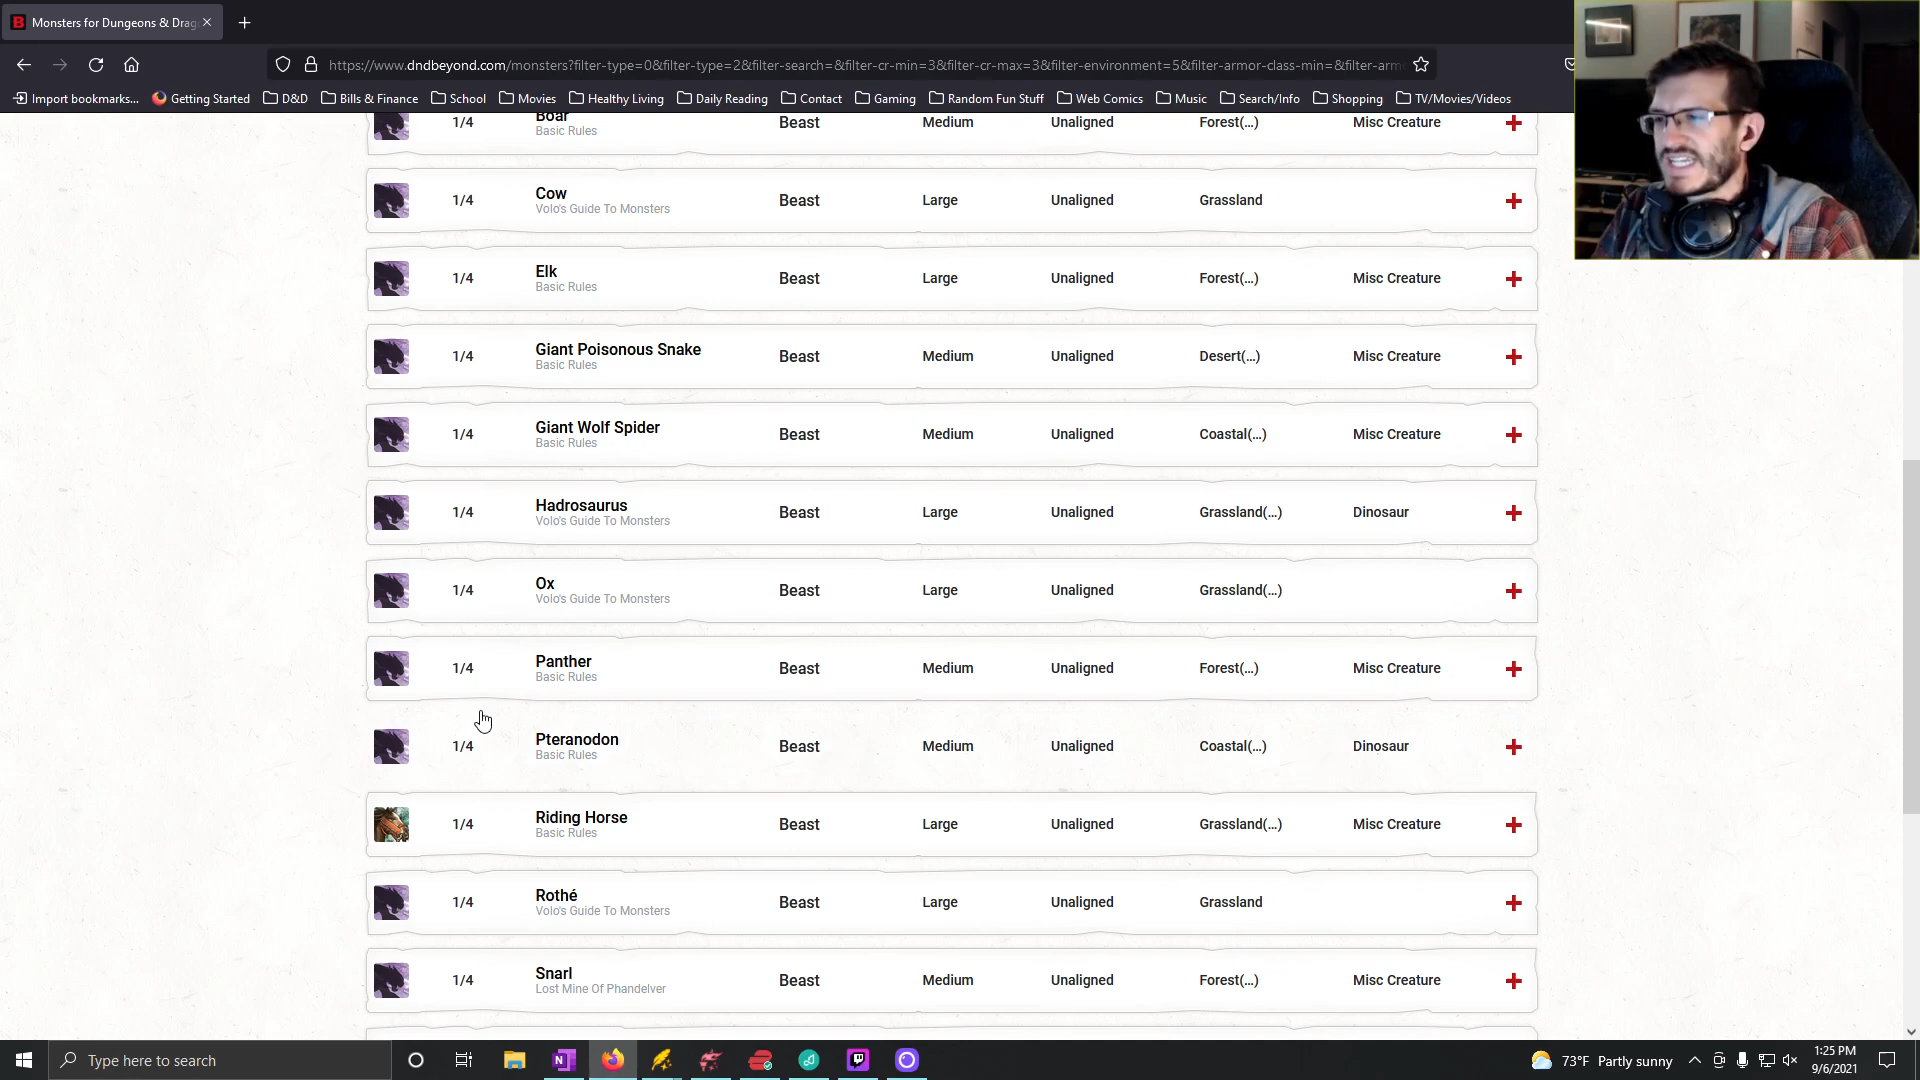 Monsters for Dungeons & Drag
https://www.dndbeyond.com/monsters?filter-type=0&filter-type=2&filter-search=&filter-cr-min=3&filter-cr-max=3&filter-environment=5&filter-armor-class-min=&filter-arm
Import bookmarks... Getting Started D&D Bills & Finance School Movies Healthy Living Daily Reading Contact Gaming Random Fun Stuff Web Comics Music Search/Info Shopping TV/Movies/Videos
1/4 Boar Beast Medium Unaligned Forest(...) Misc Creature
Basic Rules
1/4 Cow Beast Large Unaligned Grassland
Volo's Guide To Monsters
1/4 Elk Beast Large Unaligned Forest(...) Misc Creature
Basic Rules
1/4 Giant Poisonous Snake Beast Medium Unaligned Desert(...) Misc Creature
Basic Rules
1/4 Giant Wolf Spider Beast Medium Unaligned Coastal(...) Misc Creature
Basic Rules
1/4 Hadrosaurus Beast Large Unaligned Grassland(...) Dinosaur
Volo's Guide To Monsters
1/4 Ox Beast Large Unaligned Grassland(...)
Volo's Guide To Monsters
1/4 Panther Beast Medium Unaligned Forest(...) Misc Creature
Basic Rules
1/4 Pteranodon Beast Medium Unaligned Coastal(...) Dinosaur
Basic Rules
1/4 Riding Horse Beast Large Unaligned Grassland(...) Misc Creature
Basic Rules
1/4 Rothé Beast Large Unaligned Grassland
Volo's Guide To Monsters
1/4 Snarl Beast Medium Unaligned Forest(...) Misc Creature
Lost Mine Of Phandelver
Type here to search
73°F Partly sunny
1:25 PM
9/6/2021